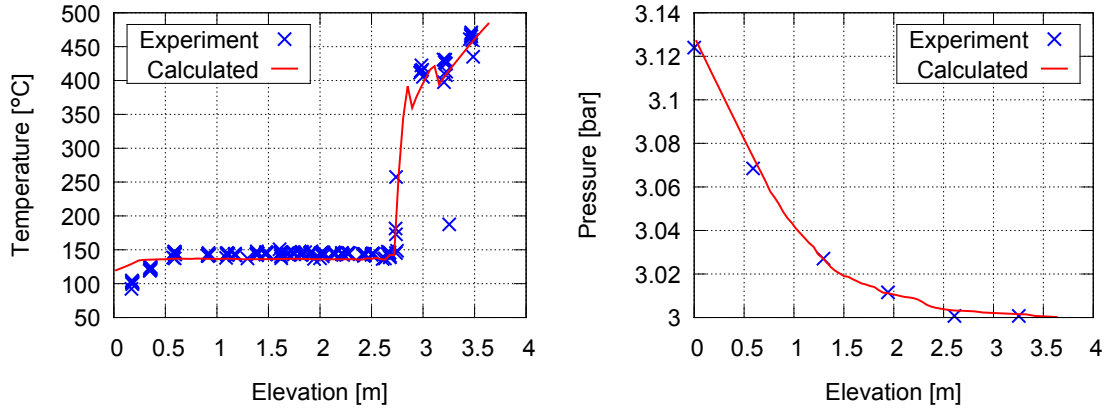 500
450
400
350
300
250
200
150
100
50
0 0.5 1 1.5 2 2.5 3 3.5 4
Temperature [°C]
Elevation [m]
Experiment
Calculated
3.14
3.12
3.1
3.08
3.06
3.04
3.02
3
0 0.5 1 1.5 2 2.5 3 3.5 4
Pressure [bar]
Elevation [m]
Experiment
Calculated